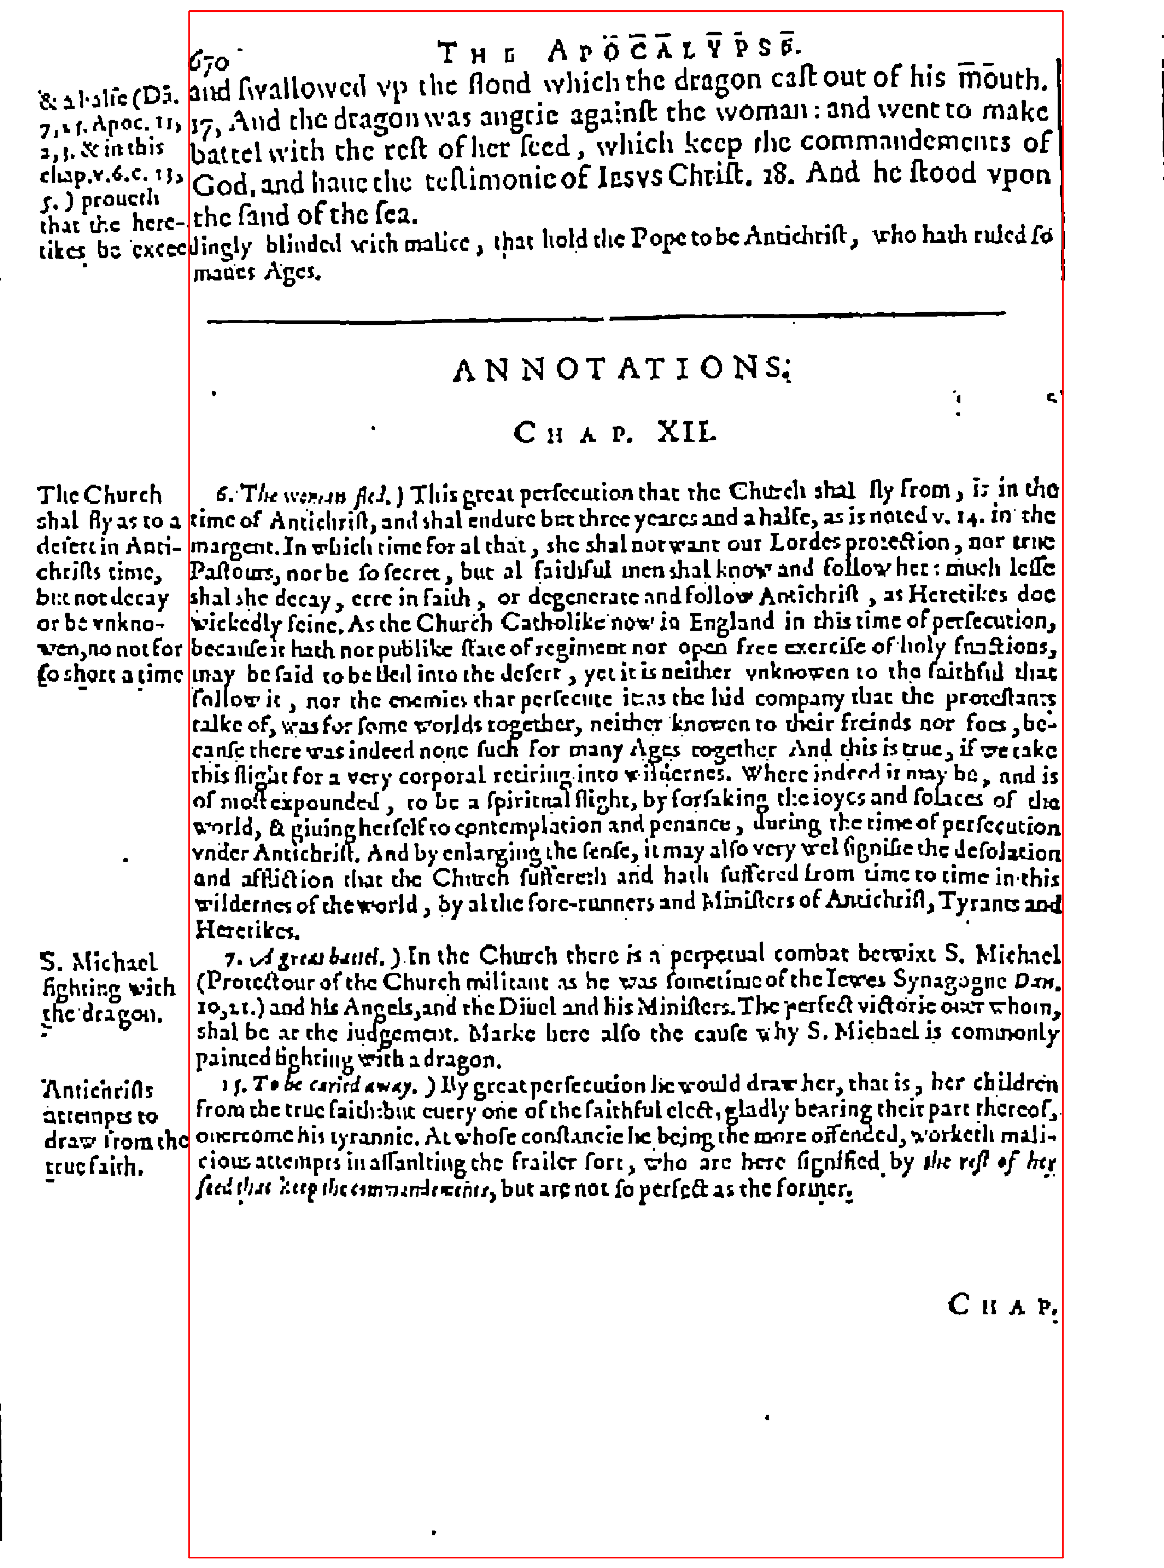 670
THE APOCALYPSE.
and ſwallowed vp the floud which the dragon caſt out of his mouth.
17, And the dragon was angrie againſt the woman: and went to make
battel with the reſt of her ſeed, which keep the commandements of
God, and haue the teſtimonie of IESVS Chriſt. 18. And he ſtood vpon
the ſand of the ſea.
& a halfe (Dā.
7, 25. Apoc. 11,
2, 3. & in this
chap. v. 6. c. 13,
5.) proueth
that the here-
tikes be exceedingly blinded with malice, that hold the Pope to be Antichriſt, who hath ruled ſo
manies Ages.
ANNOTATIONS;
CHAP. XII.
The Church
ſhal fly as to a
deſert in Anti-
chriſts time,
but not decay
or be vnkno-
wen, no not for
ſo short a time
6. The woman fled.) This great perſecution that the Church shal fly from, is in the
time of Antichriſt, and shal endure but three yeares and a halfe, as is noted v. 14. in the
margent. In which time for al that, she shal not want our Lordes protection, nor true
Paſtours, nor be ſo ſecret, but al faithful men shal know and follow her: much leſſe
shal she decay, erre in faith, or degenerate and follow Antichriſt, as Heretikes doe
wickedly feine. As the Church Catholike now in England in this time of perſecution,
becauſe it hath not publike ſtate of regiment nor open free exerciſe of holy functions,
may be ſaid to be fled into the deſert, yet it is neither vnknowen to the faithful that
follow it, nor the enemies that perſecute it: as the hid company that the proteſtants
talke of, was for ſome worlds together, neither knowen to their freinds nor foes, be-
cauſe there was indeed none ſuch for many Ages together And this is true, if we take
this flight for a very corporal retiring into wildernes. Where indeed it may be, and is
of moſt expounded, to be a ſpiritual flight, by forſaking the ioyes and ſolaces of the
world, & giuing herſelf to contemplation and penance, during the time of perſecution
vnder Antichriſt. And by enlarging the ſenſe, it may alſo very wel ſignifie the deſolation
and affliction that the Church ſuffereth and hath ſuffered from time to time in this
wildernes of the world, by al the fore-runners and Miniſters of Antichriſt, Tyrants and
Heretikes.
S. Michael
fighting with
the dragon.
7. A great battel.) In the Church there is a perpetual combat betwixt S. Michael
(Protectour of the Church militant as he was ſometime of the Iewes Synagogue Dan.
10, 21.) and his Angels, and the Diuel and his Miniſters. The perfect victorie ouer whom,
shal be at the iudgement. Marke here alſo the cauſe why S. Michael is commonly
painted fighting with a dragon.
Antichriſts
attempts to
draw from the
true faith.
15. To be caried away.) By great perſecution he would draw her, that is, her children
from the true faith: but euery one of the faithful elect, gladly bearing their part thereof,
ouercome his tyrannie. At whoſe conſtancie he being the more offended, worketh mali-
cious attempts in aſſaulting the frailer ſort, who are here ſignified by the reſt of her
ſeed that keep the commandements, but are not ſo perfect as the former.
CHAP.